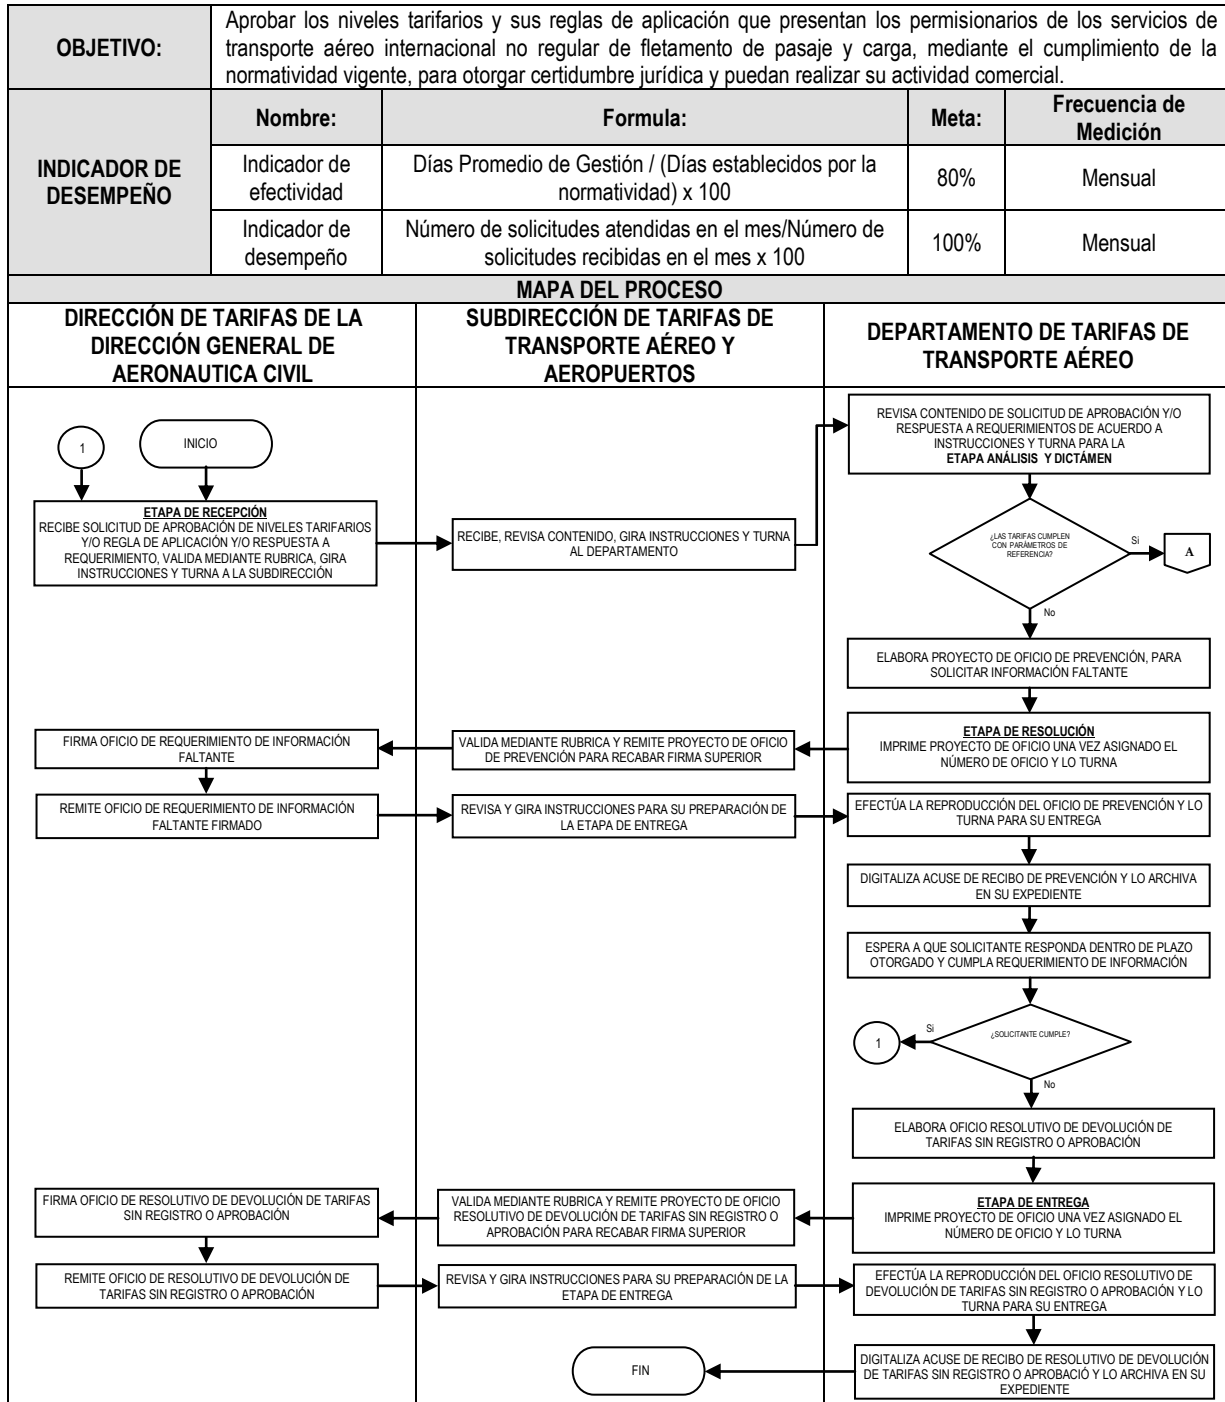 OBJETIVO:
Aprobar los niveles tarifarios y sus reglas de aplicación que presentan los permisionarios de los servicios de
transporte aéreo internacional no regular de fletamento de pasaje y carga, mediante el cumplimiento de la
normatividad vigente, para otorgar certidumbre jurídica y puedan realizar su actividad comercial.
INDICADOR DE
DESEMPEÑO
Nombre:
Formula:
Meta:
Frecuencia de
Medición
Indicador de
efectividad
Días Promedio de Gestión / (Días establecidos por la
normatividad) x 100
80%
Mensual
Indicador de
desempeño
Número de solicitudes atendidas en el mes/Número de
solicitudes recibidas en el mes x 100
100%
Mensual
MAPA DEL PROCESO
DIRECCIÓN DE TARIFAS DE LA
DIRECCIÓN GENERAL DE
AERONAUTICA CIVIL
SUBDIRECCIÓN DE TARIFAS DE
TRANSPORTE AÉREO Y
AEROPUERTOS
DEPARTAMENTO DE TARIFAS DE
TRANSPORTE AÉREO
1
INICIO
ETAPA DE RECEPCIÓN
RECIBE SOLICITUD DE APROBACIÓN DE NIVELES TARIFARIOS
Y/O REGLA DE APLICACIÓN Y/O RESPUESTA A
REQUERIMIENTO, VALIDA MEDIANTE RUBRICA, GIRA
INSTRUCCIONES Y TURNA A LA SUBDIRECCIÓN
RECIBE, REVISA CONTENIDO, GIRA INSTRUCCIONES Y TURNA
AL DEPARTAMENTO
REVISA CONTENIDO DE SOLICITUD DE APROBACIÓN Y/O
RESPUESTA A REQUERIMIENTOS DE ACUERDO A
INSTRUCCIONES Y TURNA PARA LA
ETAPA ANÁLISIS Y DICTÁMEN
¿LAS TARIFAS CUMPLEN
CON PARÁMETROS DE
REFERENCIA?
Si
A
No
ELABORA PROYECTO DE OFICIO DE PREVENCIÓN, PARA
SOLICITAR INFORMACIÓN FALTANTE
ETAPA DE RESOLUCIÓN
IMPRIME PROYECTO DE OFICIO UNA VEZ ASIGNADO EL
NÚMERO DE OFICIO Y LO TURNA
VALIDA MEDIANTE RUBRICA Y REMITE PROYECTO DE OFICIO
DE PREVENCIÓN PARA RECABAR FIRMA SUPERIOR
FIRMA OFICIO DE REQUERIMIENTO DE INFORMACIÓN
FALTANTE
REMITE OFICIO DE REQUERIMIENTO DE INFORMACIÓN
FALTANTE FIRMADO
REVISA Y GIRA INSTRUCCIONES PARA SU PREPARACIÓN DE
LA ETAPA DE ENTREGA
EFECTÚA LA REPRODUCCIÓN DEL OFICIO DE PREVENCIÓN Y LO
TURNA PARA SU ENTREGA
DIGITALIZA ACUSE DE RECIBO DE PREVENCIÓN Y LO ARCHIVA
EN SU EXPEDIENTE
ESPERA A QUE SOLICITANTE RESPONDA DENTRO DE PLAZO
OTORGADO Y CUMPLA REQUERIMIENTO DE INFORMACIÓN
¿SOLICITANTE CUMPLE?
Si
1
No
ELABORA OFICIO RESOLUTIVO DE DEVOLUCIÓN DE
TARIFAS SIN REGISTRO O APROBACIÓN
ETAPA DE ENTREGA
IMPRIME PROYECTO DE OFICIO UNA VEZ ASIGNADO EL
NÚMERO DE OFICIO Y LO TURNA
VALIDA MEDIANTE RUBRICA Y REMITE PROYECTO DE OFICIO
RESOLUTIVO DE DEVOLUCIÓN DE TARIFAS SIN REGISTRO O
APROBACIÓN PARA RECABAR FIRMA SUPERIOR
FIRMA OFICIO DE RESOLUTIVO DE DEVOLUCIÓN DE TARIFAS
SIN REGISTRO O APROBACIÓN
REMITE OFICIO DE RESOLUTIVO DE DEVOLUCIÓN DE
TARIFAS SIN REGISTRO O APROBACIÓN
REVISA Y GIRA INSTRUCCIONES PARA SU PREPARACIÓN DE LA
ETAPA DE ENTREGA
EFECTÚA LA REPRODUCCIÓN DEL OFICIO RESOLUTIVO DE
DEVOLUCIÓN DE TARIFAS SIN REGISTRO O APROBACIÓN Y LO
TURNA PARA SU ENTREGA
DIGITALIZA ACUSE DE RECIBO DE RESOLUTIVO DE DEVOLUCIÓN
DE TARIFAS SIN REGISTRO O APROBACIÓ Y LO ARCHIVA EN SU
EXPEDIENTE
FIN